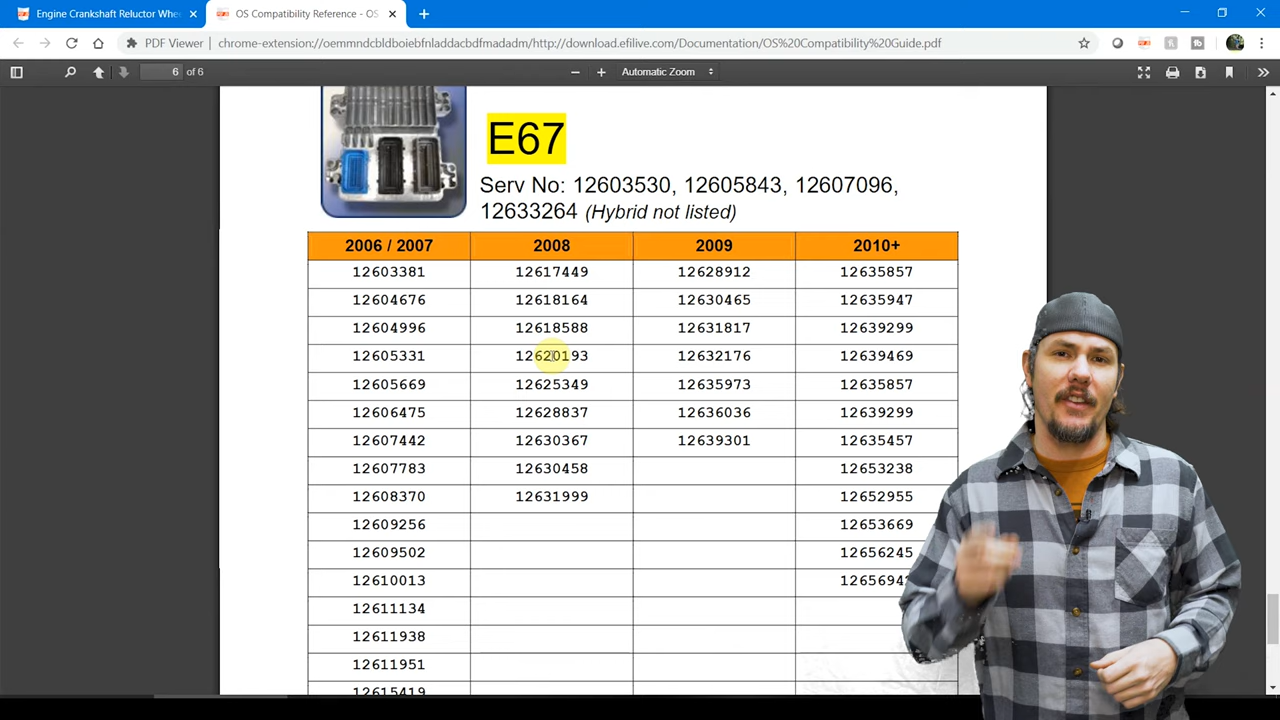 Engine Crankshaft Reluctor Whee
OS Compatibility Reference - OS
PDF Viewer
chrome-extension://oemmndcbldboiebfnladdacbdfmadadm/http://download.efilive.com/Documentation/OS%20Compatibility%20Guide.pdf
6 of 6
Automatic Zoom
E67
Serv No: 12603530, 12605843, 12607096,
12633264 (Hybrid not listed)
2006 / 2007 2008 2009 2010+
12603381 12617449 12628912 12635857
12604676 12618164 12630465 12635947
12604996 12618588 12631817 12639299
12605331 12620193 12632176 12639469
12605669 12625349 12635973 12635857
12606475 12628837 12636036 12639299
12607442 12630367 12639301 12635457
12607783 12630458 12653238
12608370 12631999 12652955
12609256 12653669
12609502 12656245
12610013
12611134
12611938
12611951
12615419